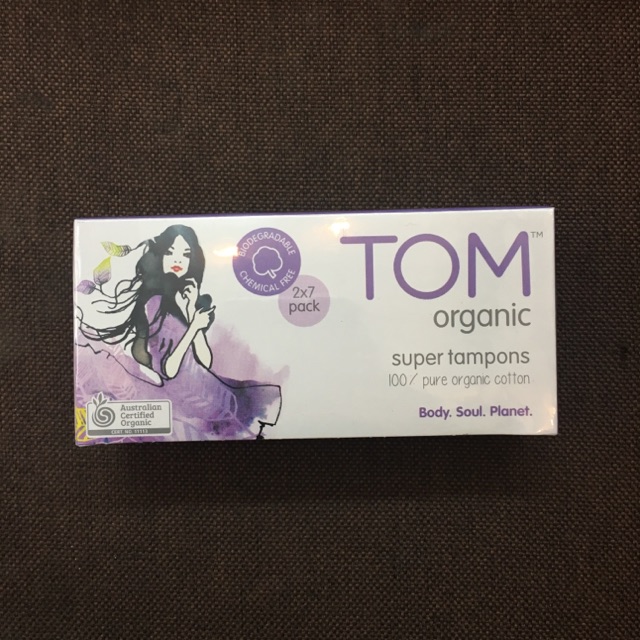 BIODEGRADABLE
CHEMICAL FREE
2x7
pack
TOM™
organic
super tampons
100% pure organic cotton
Body. Soul. Planet.
Australian
Certified
Organic